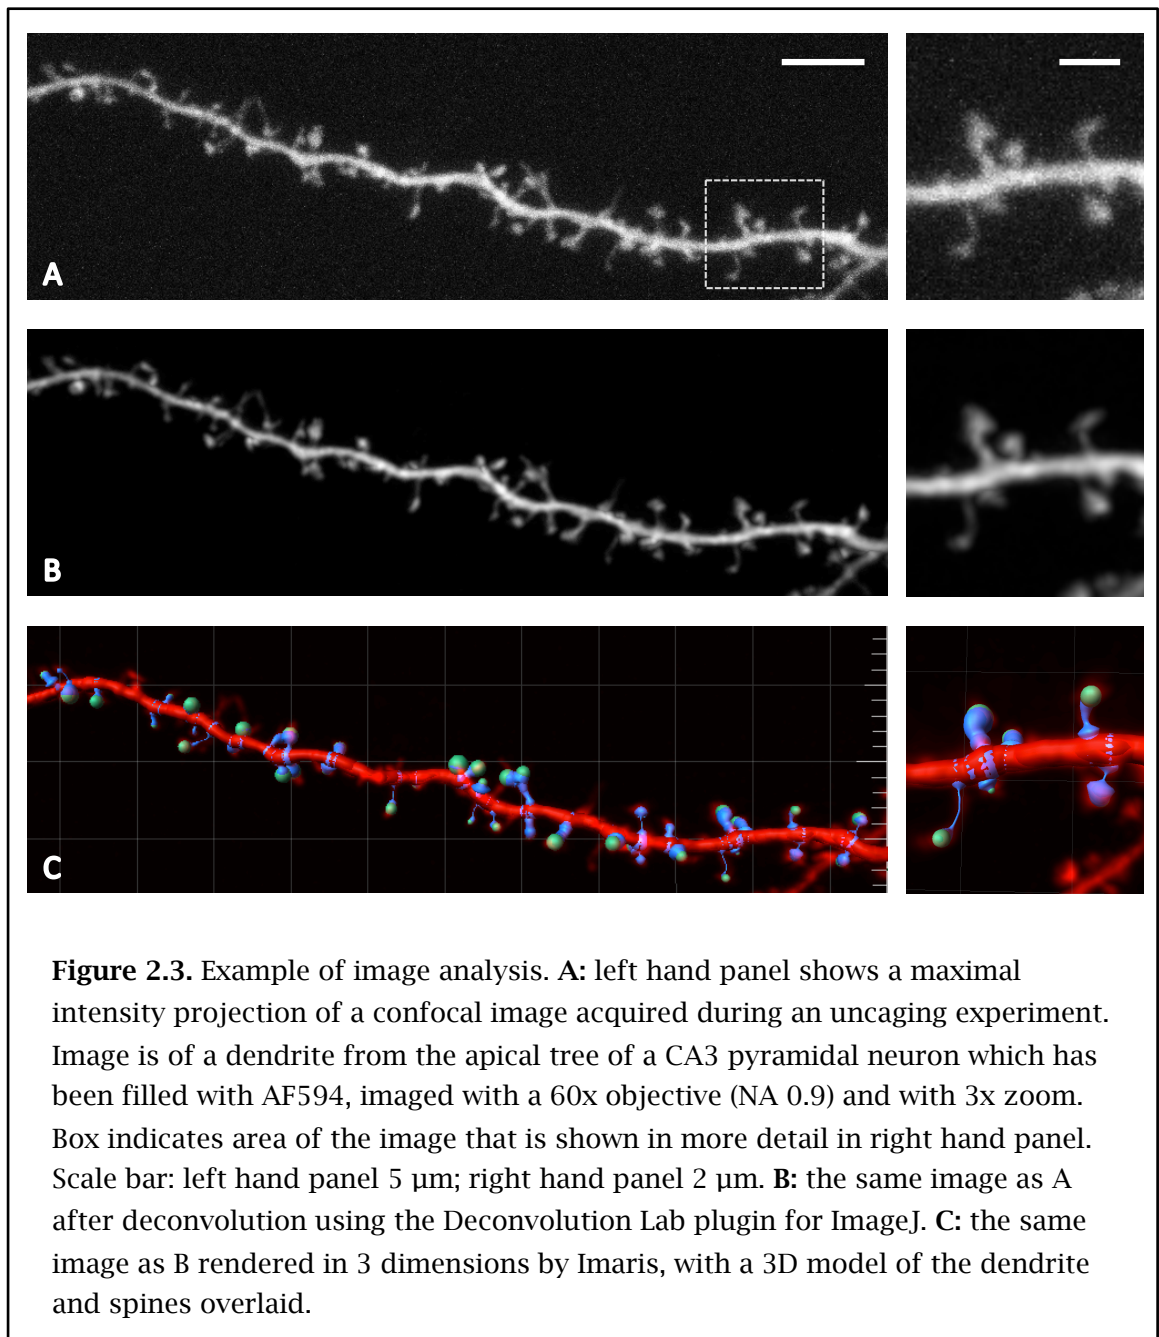 A
B
C
Figure 2.3. Example of image analysis. A: left hand panel shows a maximal
intensity projection of a confocal image acquired during an uncaging experiment.
Image is of a dendrite from the apical tree of a CA3 pyramidal neuron which has
been filled with AF594, imaged with a 60x objective (NA 0.9) and with 3x zoom.
Box indicates area of the image that is shown in more detail in right hand panel.
Scale bar: left hand panel 5 µm; right hand panel 2 µm. B: the same image as A
after deconvolution using the Deconvolution Lab plugin for ImageJ. C: the same
image as B rendered in 3 dimensions by Imaris, with a 3D model of the dendrite
and spines overlaid.